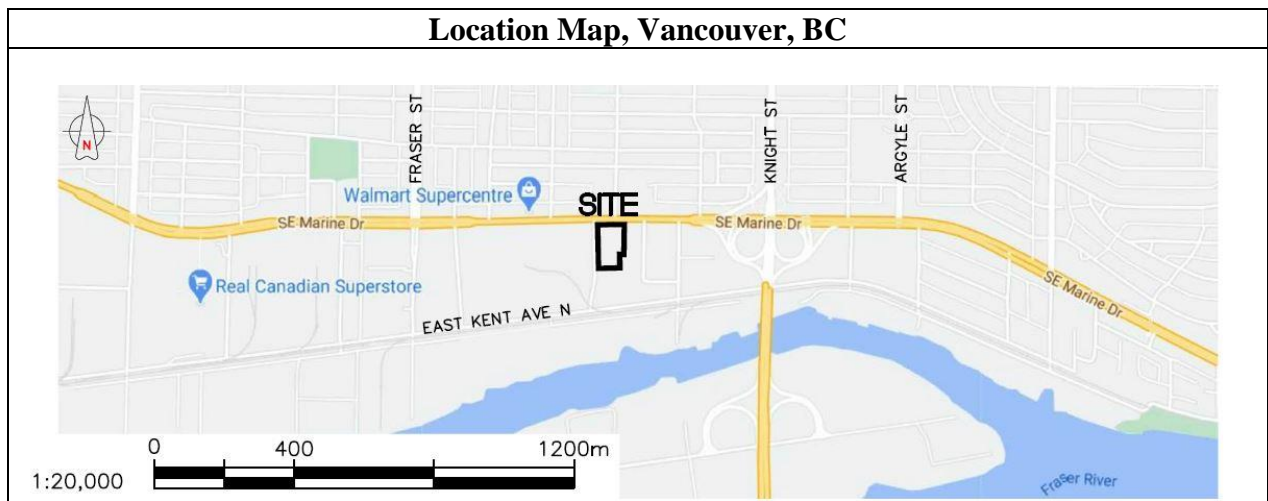 Location Map, Vancouver, BC
N
FRASER ST
KNIGHT ST
ARGYLE ST
Walmart Supercentre
SITE
SE Marine Dr
SE Marine Dr
SE Marine Dr
Real Canadian Superstore
EAST KENT AVE N
0 400 1200m
1:20,000
Fraser River